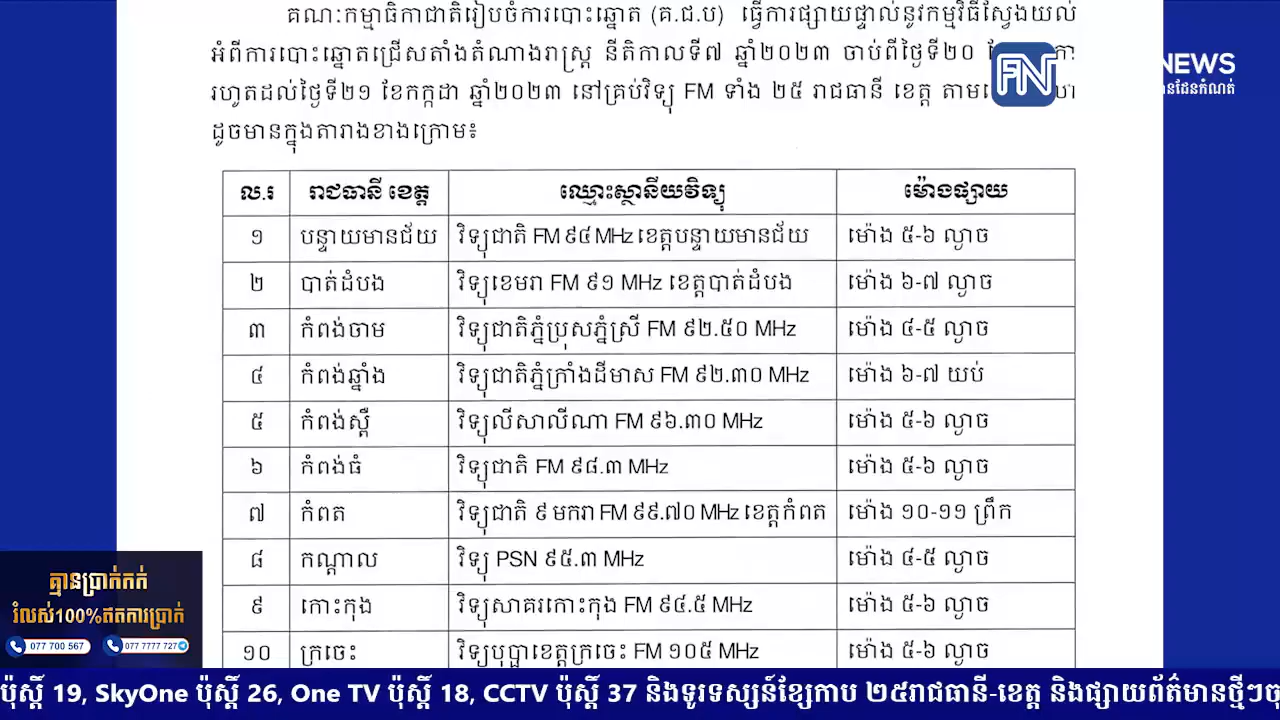 គណៈកម្មាធិការជាតិរៀបចំការបោះឆ្នោត (គ.ជ.ប) ធ្វើការផ្សាយផ្ទាល់នូវកម្មវិធីស្វែងយល់
អំពីការបោះឆ្នោតជ្រើសតាំងតំណាងរាស្ត្រ នីតិកាលទី៧ ឆ្នាំ២០២៣ ចាប់ពីថ្ងៃទី២០
រហូតដល់ថ្ងៃទី២១ ខែកក្កដា ឆ្នាំ២០២៣ នៅគ្រប់វិទ្យុ FM ទាំង ២៥ រាជធានី ខេត្ត
ដូចមានក្នុងតារាងខាងក្រោម៖
FN
NEWS
ល.រ រាជធានី ខេត្ត ឈ្មោះស្ថានីយវិទ្យុ ម៉ោងផ្សាយ
១ បន្ទាយមានជ័យ វិទ្យុជាតិ FM ៩៤ MHz ខេត្តបន្ទាយមានជ័យ ម៉ោង ៥-៦ ល្ងាច
២ បាត់ដំបង វិទ្យុខេមរា FM ៩១ MHz ខេត្តបាត់ដំបង ម៉ោង ៦-៧ ល្ងាច
៣ កំពង់ចាម វិទ្យុជាតិភ្នំប្រុសភ្នំស្រី FM ៩២.៥០ MHz ម៉ោង ៤-៥ ល្ងាច
៤ កំពង់ឆ្នាំង វិទ្យុជាតិភ្នំក្រាំងដីមាស FM ៩២.៣០ MHz ម៉ោង ៦-៧ យប់
៥ កំពង់ស្ពឺ វិទ្យុលីសាលីណា FM ៩៦.៣០ MHz ម៉ោង ៥-៦ ល្ងាច
៦ កំពង់ធំ វិទ្យុជាតិ FM ៩៨.៣ MHz ម៉ោង ៥-៦ ល្ងាច
៧ កំពត វិទ្យុជាតិ ៩ មករា FM ៩៩.៧០ MHz ខេត្តកំពត ម៉ោង ១០-១១ ព្រឹក
៨ កណ្តាល វិទ្យុ PSN ៩៥.៣ MHz ម៉ោង ៤-៥ ល្ងាច
៩ កោះកុង វិទ្យុសាគរកោះកុង FM ៩៤.៥ MHz ម៉ោង ៥-៦ ល្ងាច
១០ ក្រចេះ វិទ្យុបុប្ផាខេត្តក្រចេះ FM ១០៥ MHz ម៉ោង ៥-៦ ល្ងាច
គ្មានប្រាក់កក់
រំលស់100%ឥតការប្រាក់
077 700 567 077 7777 727
ប៉ុស្តិ៍ 19, SkyOne ប៉ុស្តិ៍ 26, One TV ប៉ុស្តិ៍ 18, CCTV ប៉ុស្តិ៍ 37 និងទូរទស្សន៍ខ្សែកាប ២៥រាជធានី-ខេត្ត និងផ្សាយព័ត៌មានថ្មីៗ